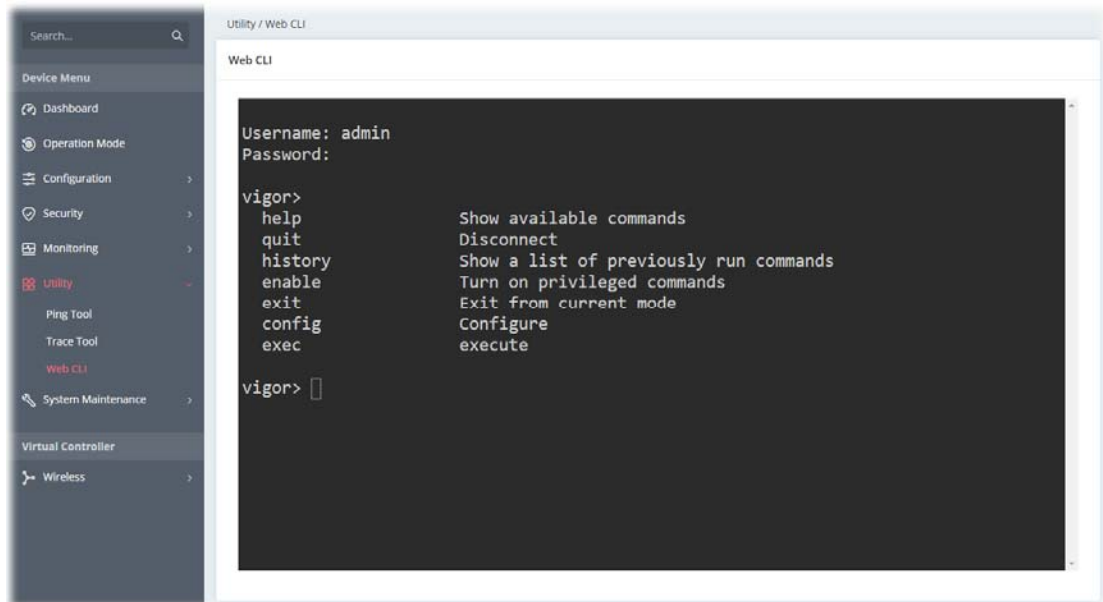 Search...
Device Menu
Dashboard
Operation Mode
Configuration
Security
Monitoring
Utility
Ping Tool
Trace Tool
Web CLI
System Maintenance
Virtual Controller
Wireless
Utility / Web CLI
Web CLI
Username: admin
Password:
vigor>
help Show available commands
quit Disconnect
history Show a list of previously run commands
enable Turn on privileged commands
exit Exit from current mode
config Configure
exec execute
vigor>